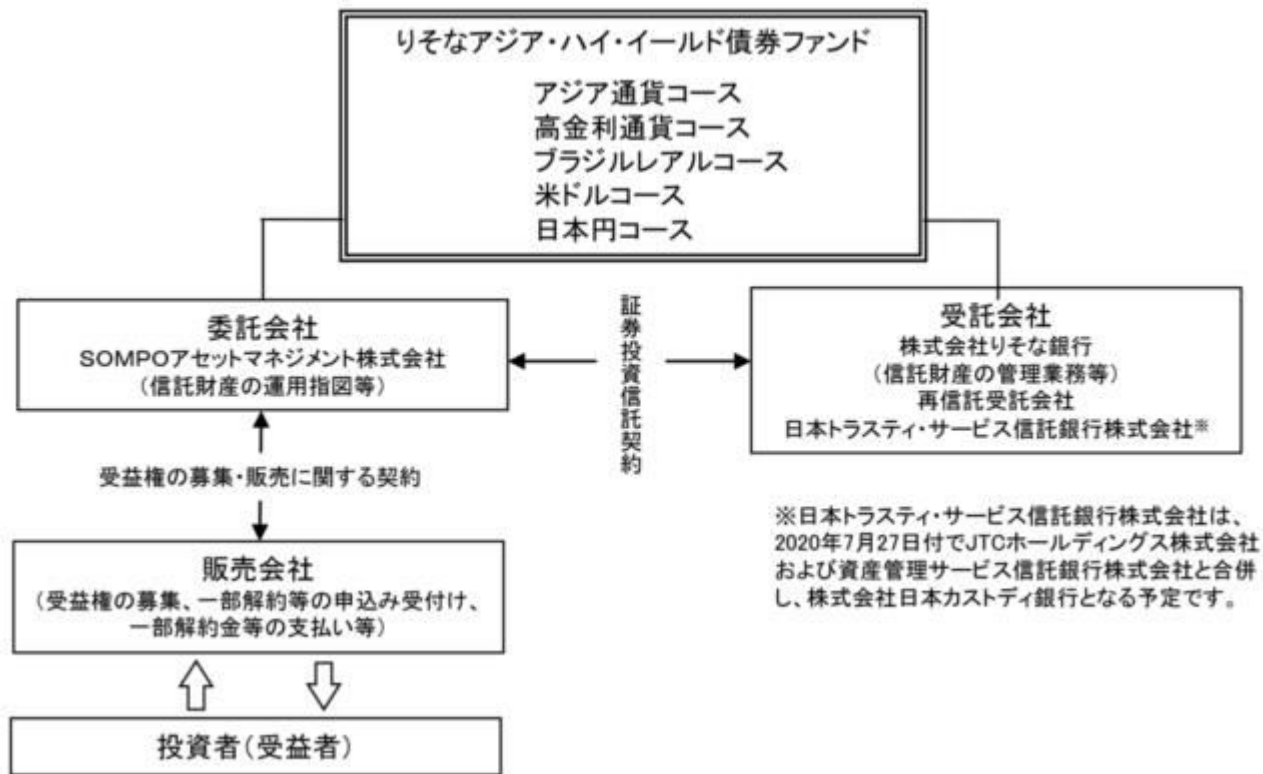 りそなアジア・ハイ・イールド債券ファンド
アジア通貨コース
高金利通貨コース
ブラジルレアルコース
米ドルコース
日本円コース
委託会社
SOMPOアセットマネジメント株式会社
(信託財産の運用指図等)
証券投資信託契約
受託会社
株式会社りそな銀行
(信託財産の管理業務等)
再信託受託会社
日本トラスティ・サービス信託銀行株式会社※
受益権の募集・販売に関する契約
※日本トラスティ・サービス信託銀行株式会社は、
2020年7月27日付でJTCホールディングス株式会社
および資産管理サービス信託銀行株式会社と合併
し、株式会社日本カストディ銀行となる予定です。
販売会社
(受益権の募集、一部解約等の申込み受付け、
一部解約金等の支払い等)
投資者(受益者)